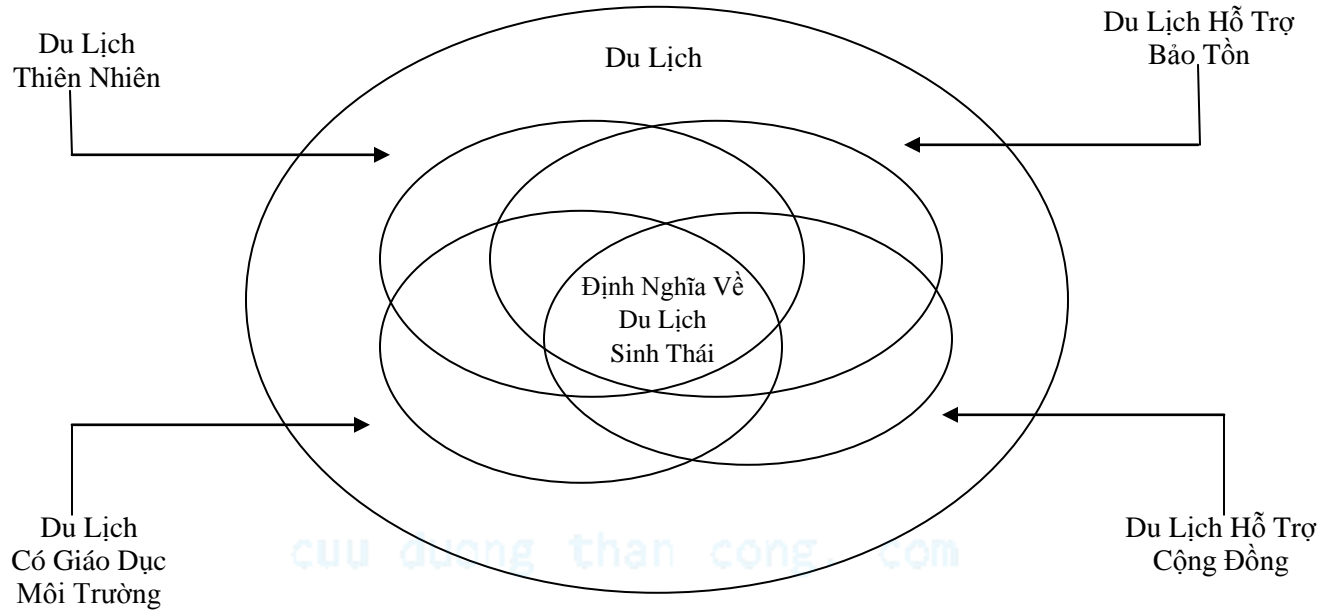 Du Lịch
Thiên Nhiên
Du Lịch
Du Lịch Hỗ Trợ
Bảo Tồn
Định Nghĩa Về
Du Lịch
Sinh Thái
Du Lịch
Có Giáo Dục
Môi Trường
Du Lịch Hỗ Trợ
Cộng Đồng
cuu duong than cong. com